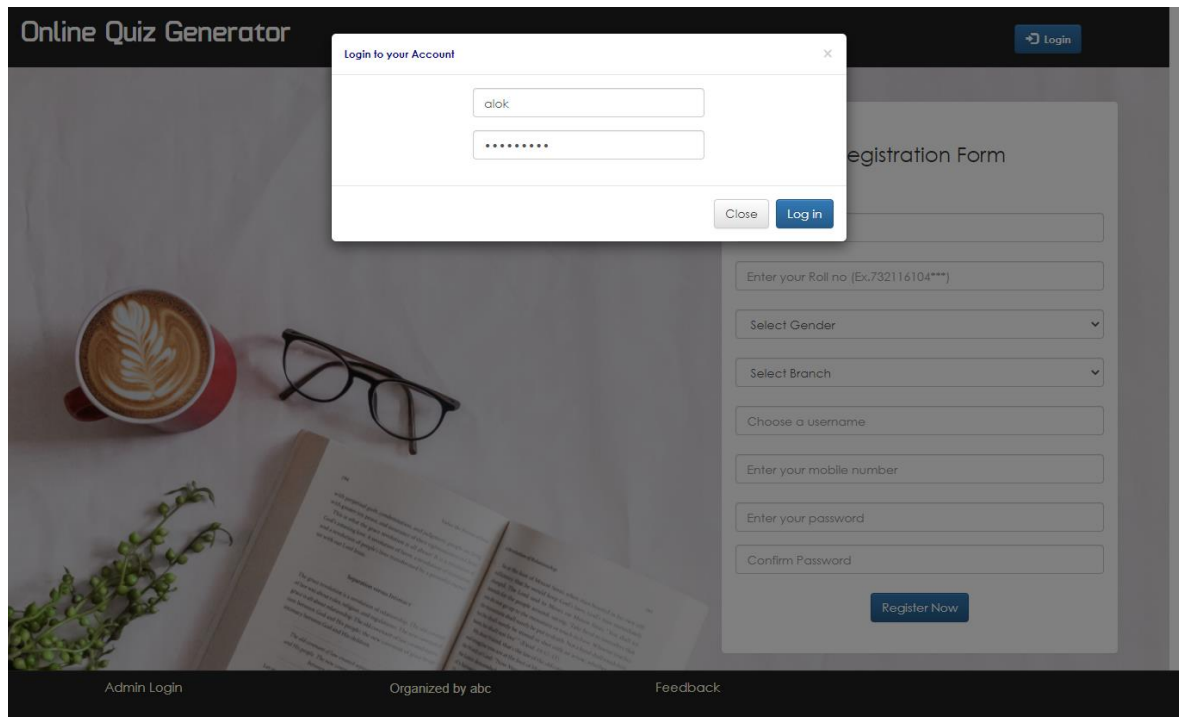 Online Quiz Generator
Login
Login to your Account
×
alok
•••••••••
Close
Log in
egistration Form
Enter your Roll no (Ex.732116104***)
Select Gender
Select Branch
Choose a username
Enter your mobile number
Enter your password
Confirm Password
Register Now
Admin Login
Organized by abc
Feedback